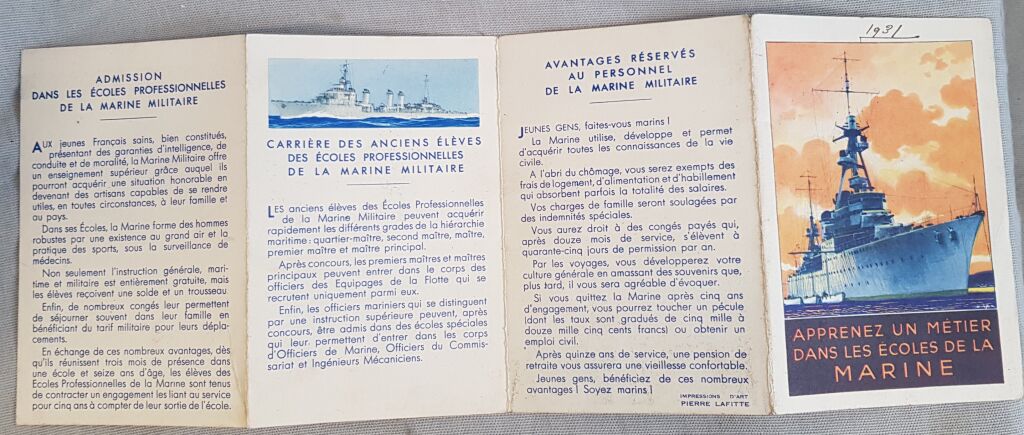 ADMISSION
DANS LES ÉCOLES PROFESSIONNELLES
DE LA MARINE MILITAIRE
AUX jeunes Français sains, bien constitués,
présentant des garanties d'intelligence, de
conduite et de moralité, la Marine Militaire offre
un enseignement supérieur grâce auquel ils
pourront acquérir une situation honorable en
devenant des artisans capables de se rendre
utiles, en toutes circonstances, à leur famille et
au pays.
Dans ses Écoles, la Marine forme des hommes
robustes par une existence au grand air et la
pratique des sports, sous la surveillance de
médecins.
Non seulement l'instruction générale, mari-
time et militaire est entièrement gratuite, mais
les élèves reçoivent une solde et un trousseau.
Enfin, de nombreux congés leur permettent
de séjourner souvent dans leur famille en
bénéficiant du tarif militaire pour leurs dépla-
cements.
En échange de ces nombreux avantages, dès
qu'ils réunissent trois mois de présence dans
une école et seize ans d'âge, les élèves des
Ecoles Professionnelles de la Marine sont tenus
de contracter un engagement les liant au service
pour cinq ans à compter de leur sortie de l'école.
CARRIÈRE DES ANCIENS ÉLÈVES
DES ÉCOLES PROFESSIONNELLES
DE LA MARINE MILITAIRE
LES anciens élèves des Écoles Professionnelles
de la Marine Militaire peuvent acquérir
rapidement les différents grades de la hiérarchie
maritime : quartier-maître, second maître, maître,
premier maître et maître principal.
Après concours, les premiers maîtres et maîtres
principaux peuvent entrer dans le corps des
officiers des Equipages de la Flotte qui se
recrutent uniquement parmi eux.
Enfin, les officiers mariniers qui se distinguent
par une instruction supérieure peuvent, après
concours, être admis dans des écoles spéciales
qui leur permettent d'entrer dans les corps
d'Officiers de Marine, Officiers du Commis-
sariat et Ingénieurs Mécaniciens.
AVANTAGES RÉSERVÉS
AU PERSONNEL
DE LA MARINE MILITAIRE
JEUNES GENS, faites-vous marins !
La Marine utilise, développe et permet
d'acquérir toutes les connaissances de la vie
civile.
A l'abri du chômage, vous serez exempts des
frais de logement, d'alimentation et d'habillement
qui absorbent parfois la totalité des salaires.
Vos charges de famille seront soulagées par
des indemnités spéciales.
Vous aurez droit à des congés payés qui,
après douze mois de service, s'élèvent à
quarante-cinq jours de permission par an.
Par les voyages, vous développerez votre
culture générale en amassant des souvenirs que,
plus tard, il vous sera agréable d'évoquer.
Si vous quittez la Marine après cinq ans
d'engagement, vous pourrez toucher un pécule
(dont les taux sont gradués de cinq mille à
douze mille cinq cents francs) ou obtenir un
emploi civil.
Après quinze ans de service, une pension de
retraite vous assurera une vieillesse confortable.
Jeunes gens, bénéficiez de ces nombreux
avantages ! Soyez marins !
IMPRESSIONS D'ART
PIERRE LAFITTE
1931
APPRENEZ UN MÉTIER
DANS LES ÉCOLES DE LA
MARINE